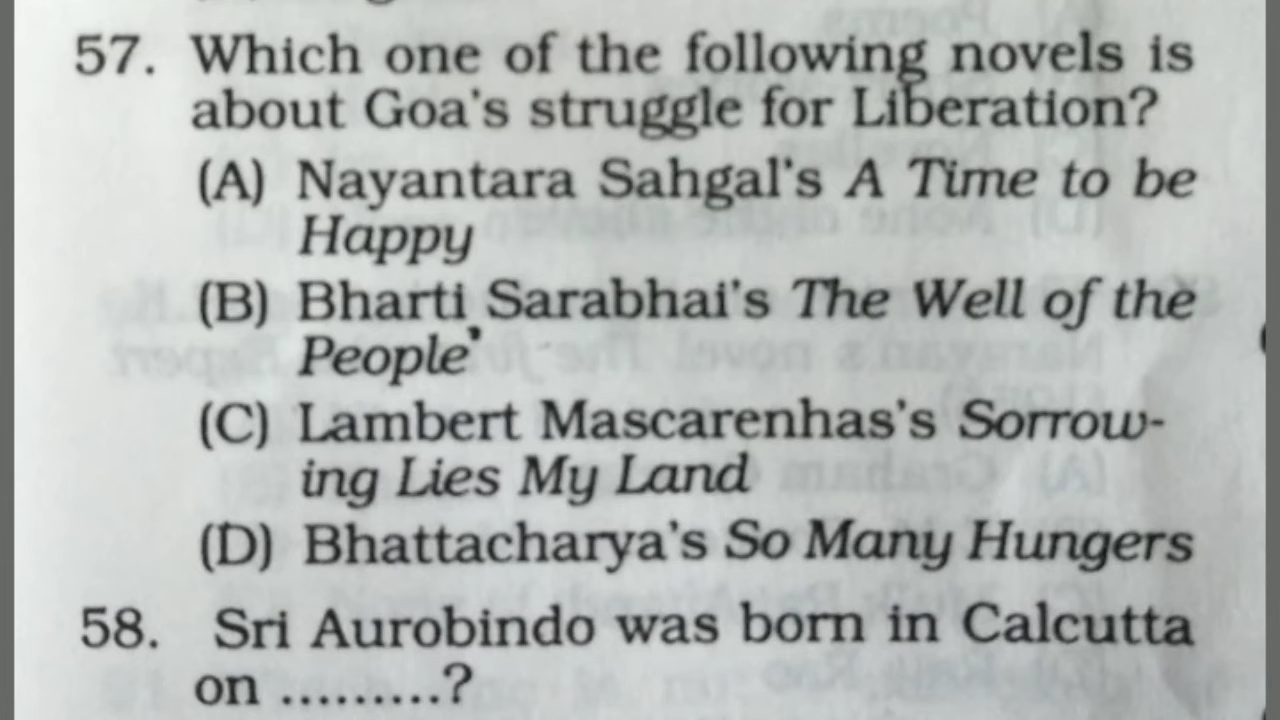 57. Which one of the following novels is
about Goa's struggle for Liberation?
(A) Nayantara Sahgal's A Time to be
Happy
(B) Bharti Sarabhai's The Well of the
People
(C) Lambert Mascarenhas's Sorrow-
ing Lies My Land
(D) Bhattacharya's So Many Hungers
58. Sri Aurobindo was born in Calcutta
on .........?